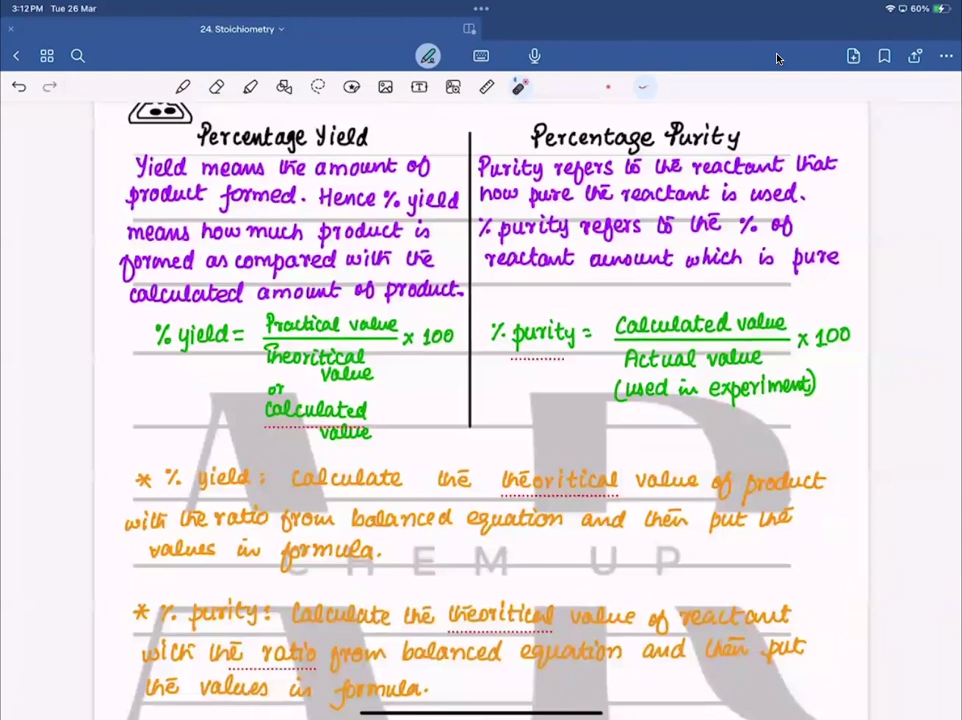 3:12PM Tue 26 Mar
60%
24. Stoichiometry
Percentage Yield
Yield means the amount of
product formed. Hence % yield
means how much product is
formed as compared with the
calculated amount of product.
% yield = Practical value × 100
Theoritical
value
or
calculated
value
Percentage Purity
Purity refers to the reactant that
how pure the reactant is used.
% purity refers to the % of
reactant amount which is pure
% purity = Calculated value × 100
Actual value
(used in experiment)
* % yield: Calculate the theoritical value of product
with the ratio from balanced equation and then put the
values in formula.
CHEM UP
* % purity: Calculate the theoritical value of reactant
with the ratio from balanced equation and then put
the values in formula.